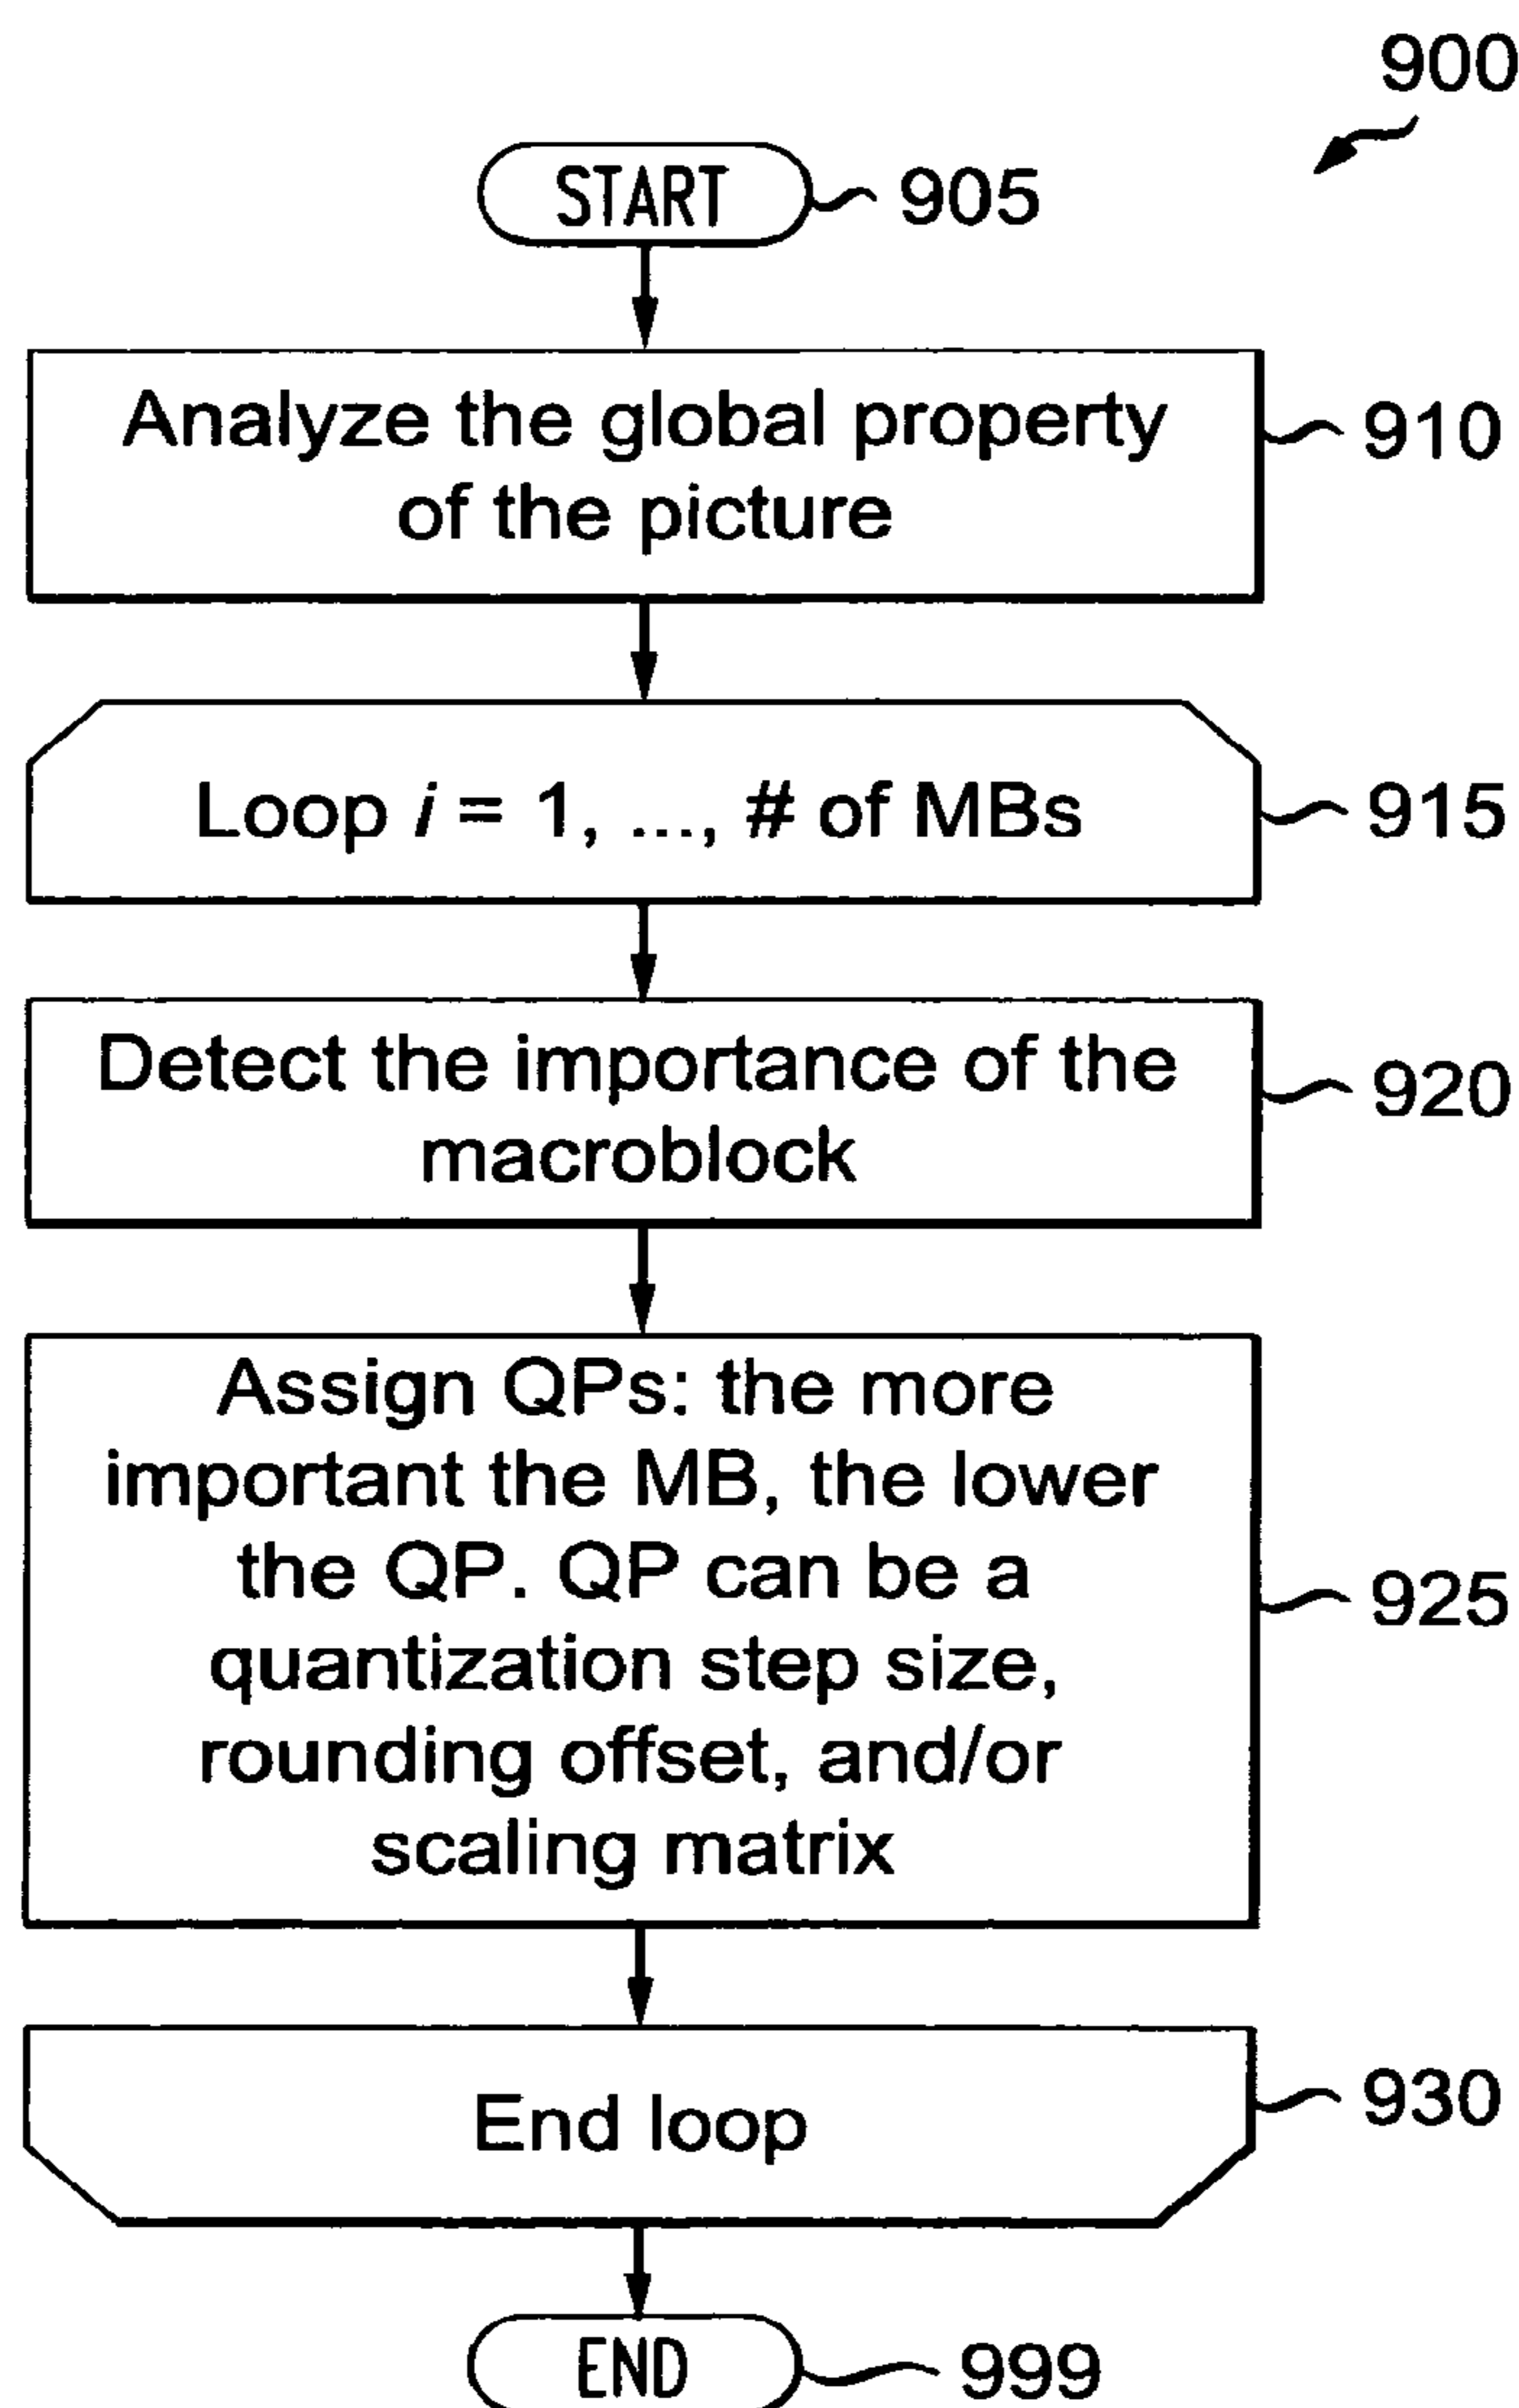 900
START 905
Analyze the global property 910
of the picture
Loop i = 1, ..., # of MBs 915
Detect the importance of the 920
macroblock
Assign QPs: the more
important the MB, the lower
the QP. QP can be a 925
quantization step size,
rounding offset, and/or
scaling matrix
End loop 930
END 999